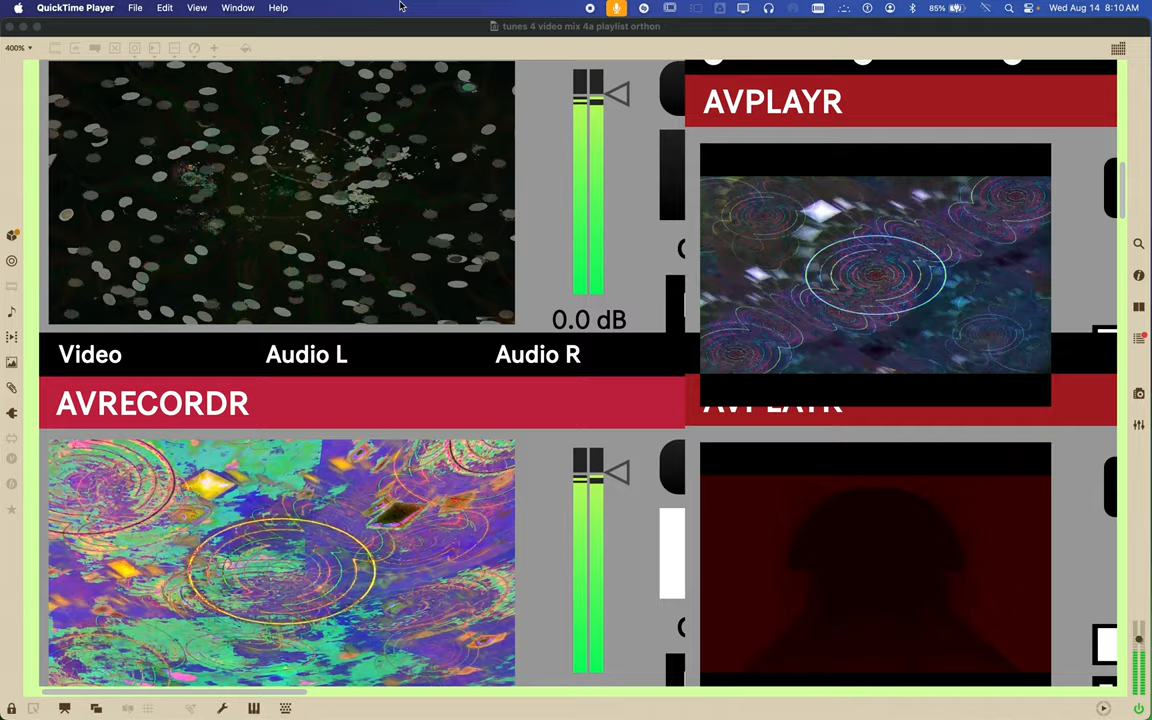 QuickTime Player File Edit View Window Help 85% Wed Aug 14 8:10 AM
tunes 4 video mix 4a playlist orthon
400%
AVPLAYR
0.0 dB
Video Audio L Audio R
AVRECORDR